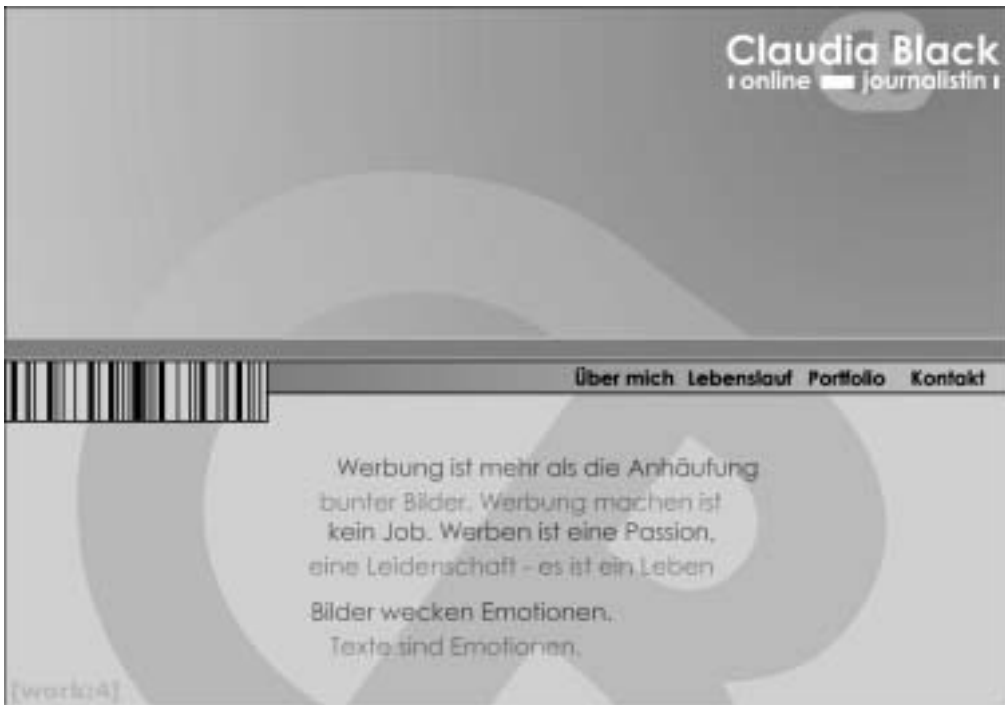 Claudia Black
online journalistin
Über mich Lebenslauf Portfolio Kontakt
Werbung ist mehr als die Anhäufung
bunter Bilder. Werbung machen ist
kein Job. Werben ist eine Passion,
eine Leidenschaft - es ist ein Leben
Bilder wecken Emotionen.
Texte sind Emotionen.
[work:4]